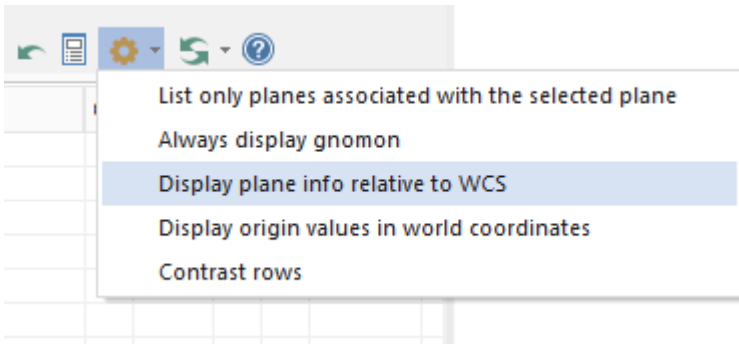 List only planes associated with the selected plane
Always display gnomon
Display plane info relative to WCS
Display origin values in world coordinates
Contrast rows